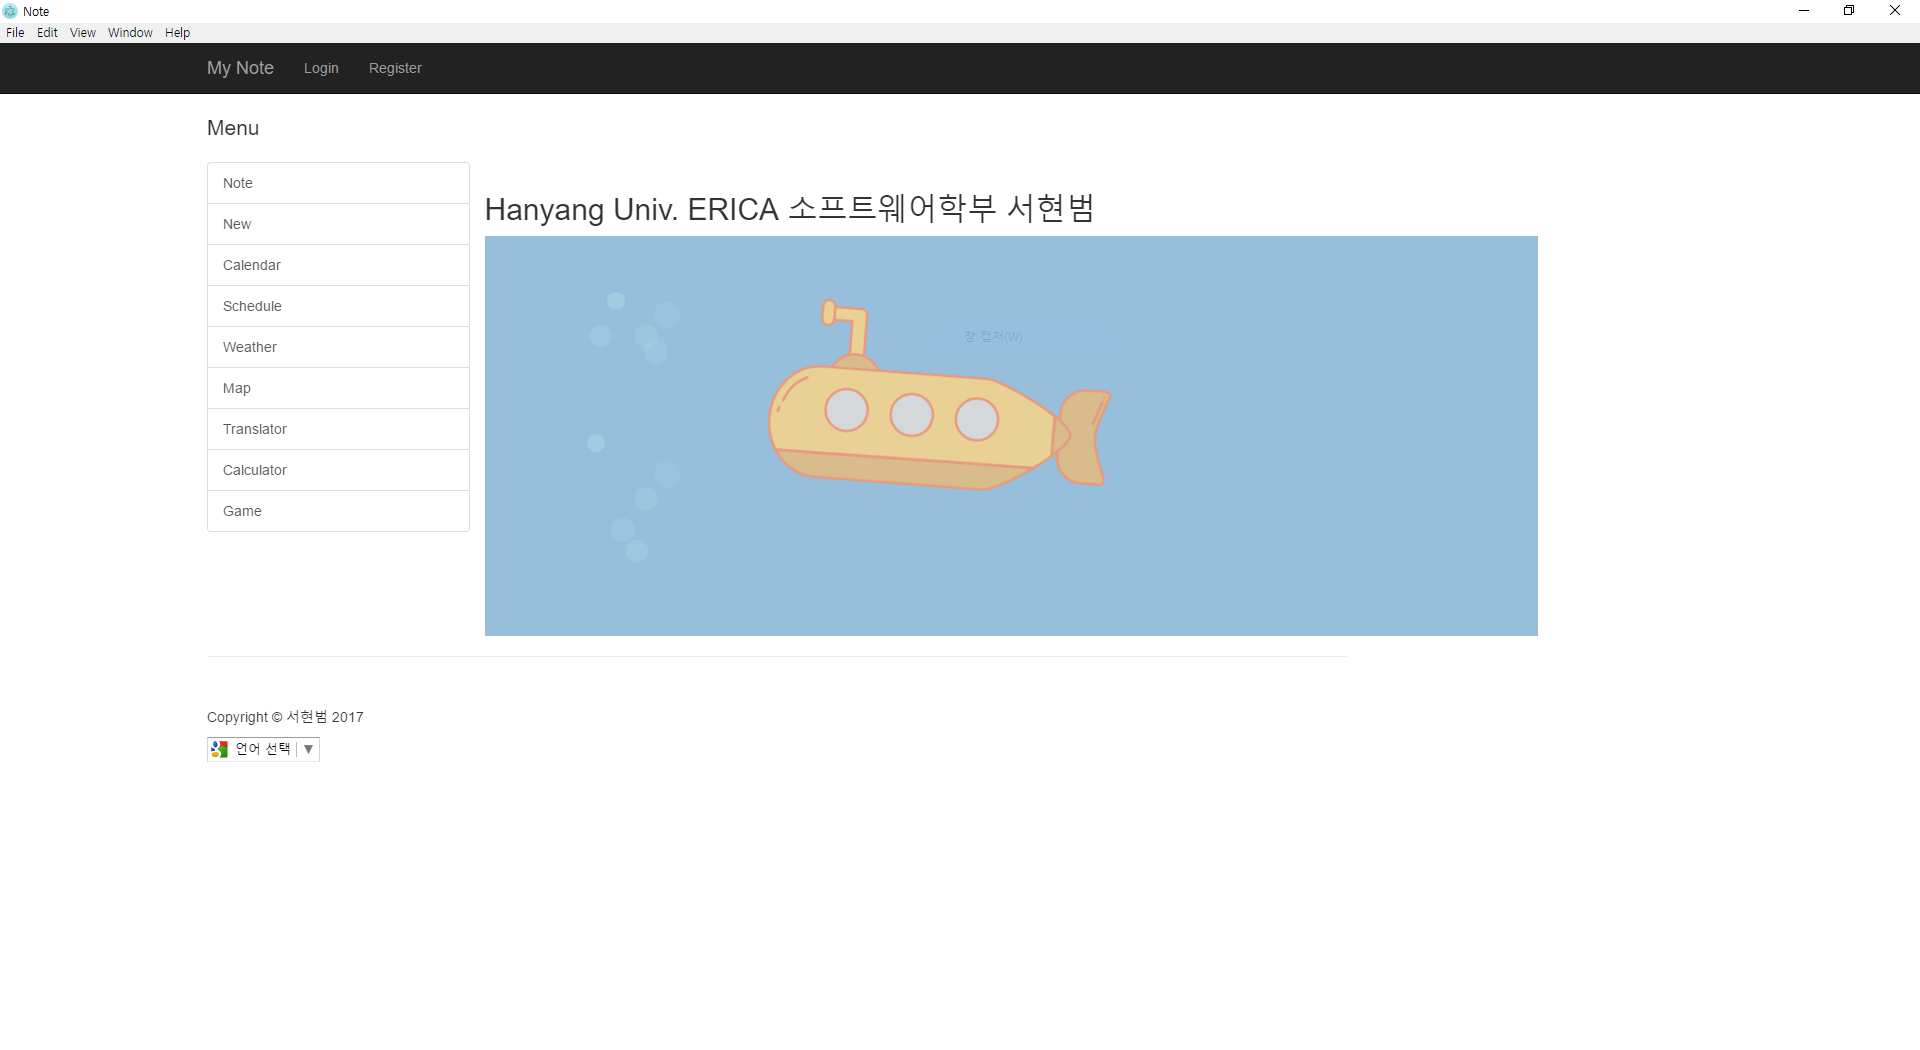 Note
File Edit View Window Help
My Note Login Register
Menu
Note
New
Calendar
Schedule
Weather
Map
Translator
Calculator
Game
Hanyang Univ. ERICA 소프트웨어학부 서현범
창 캡처(W)
Copyright © 서현범 2017
언어 선택 ▼